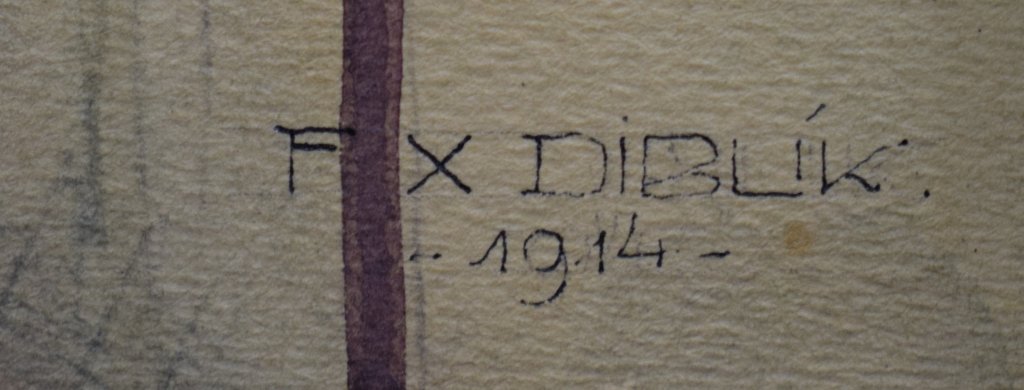 F X DIBLÍK.
- 1914 -